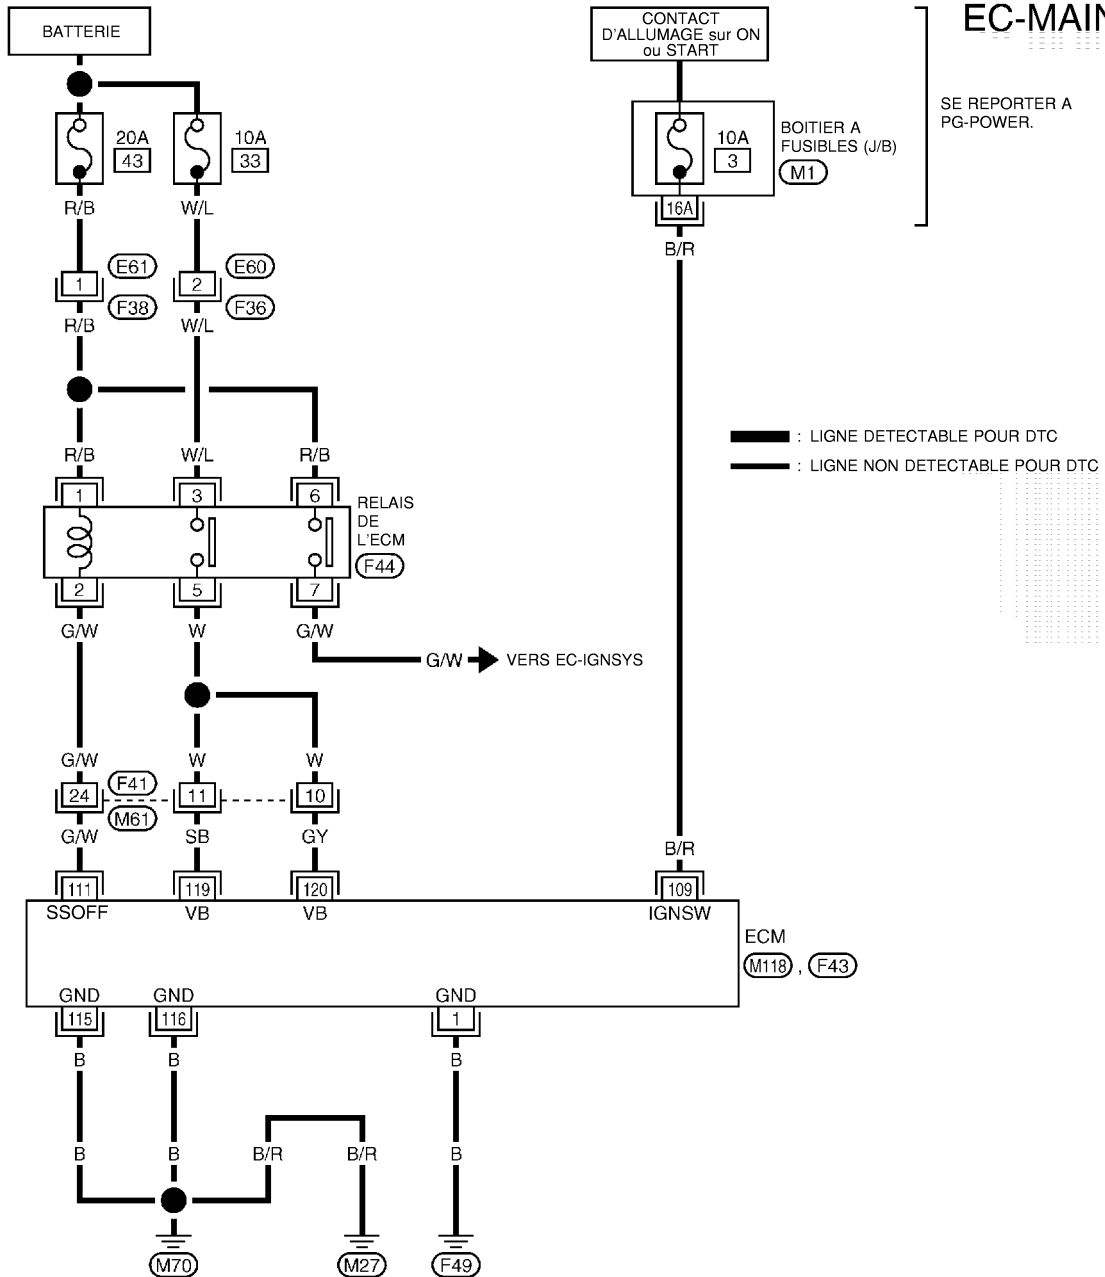 BATTERIE
CONTACT
D'ALLUMAGE sur ON
ou START
EC-MAIN
SE REPORTER A
PG-POWER.
20A
43
10A
33
10A
3
BOITIER A
FUSIBLES (J/B)
M1
16A
R/B
W/L
B/R
1
E61
F38
2
E60
F36
R/B
W/L
: LIGNE DETECTABLE POUR DTC
: LIGNE NON DETECTABLE POUR DTC
R/B
W/L
R/B
1
3
6
RELAIS
DE
L'ECM
F44
2
5
7
G/W
W
G/W
G/W
VERS EC-IGNSYS
G/W
W
W
24
F41
M61
11
10
G/W
SB
GY
B/R
111
119
120
109
SSOFF
VB
VB
IGNSW
ECM
M118 , F43
GND
GND
GND
115
116
1
B
B
B
B
B
B/R
B/R
B
M70
M27
F49